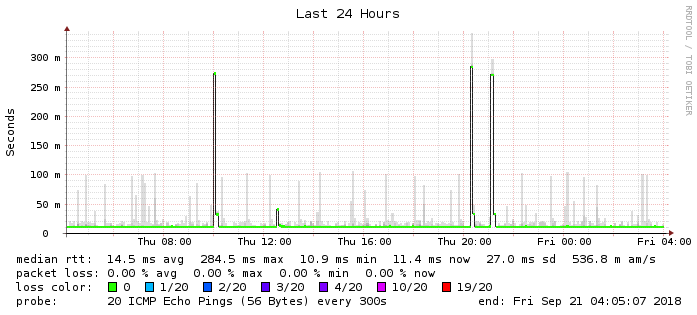 Last 24 Hours
RRDTOOL / TOBI OETIKER
Seconds
300 m
250 m
200 m
150 m
100 m
50 m
0
Thu 08:00 Thu 12:00 Thu 16:00 Thu 20:00 Fri 00:00 Fri 04:00
median rtt: 14.5 ms avg 284.5 ms max 10.9 ms min 11.4 ms now 27.0 ms sd 536.8 m am/s
packet loss: 0.00 % avg 0.00 % max 0.00 % min 0.00 % now
loss color: 0 1/20 2/20 3/20 4/20 10/20 19/20
probe: 20 ICMP Echo Pings (56 Bytes) every 300s end: Fri Sep 21 04:05:07 2018